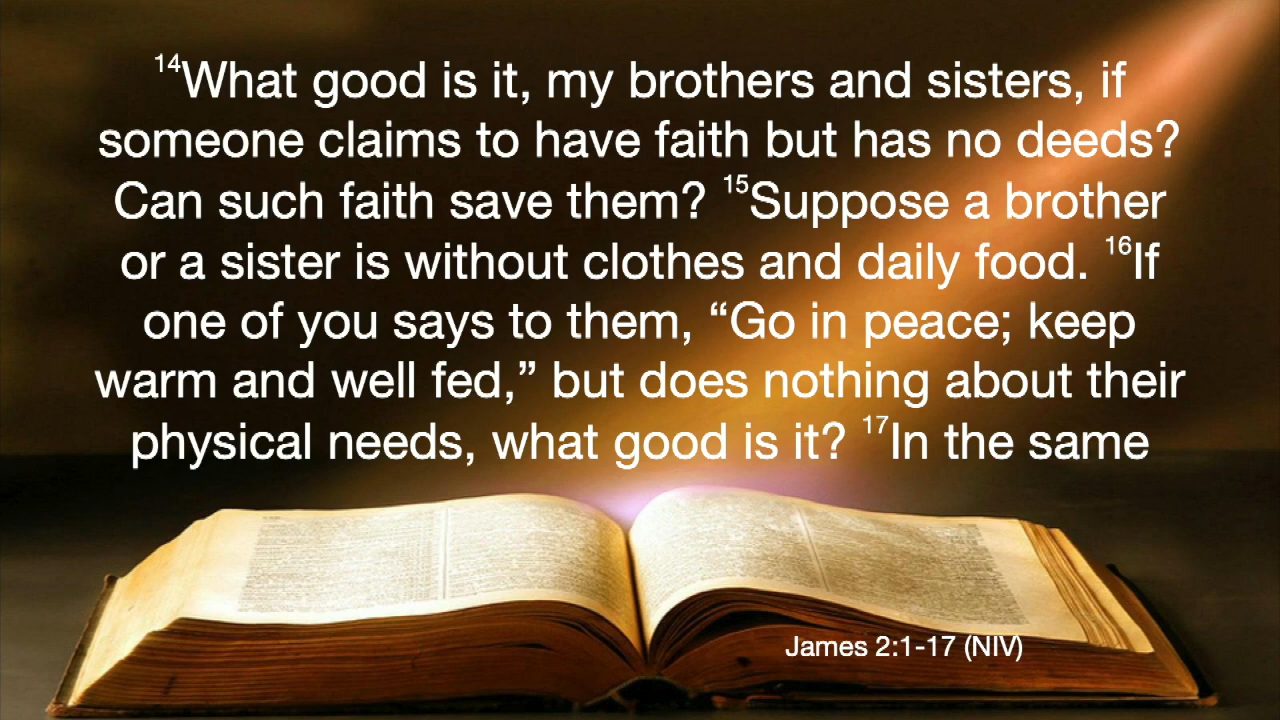 ¹⁴What good is it, my brothers and sisters, if
someone claims to have faith but has no deeds?
Can such faith save them? ¹⁵Suppose a brother
or a sister is without clothes and daily food. ¹⁶If
one of you says to them, “Go in peace; keep
warm and well fed,” but does nothing about their
physical needs, what good is it? ¹⁷In the same
James 2:1-17 (NIV)